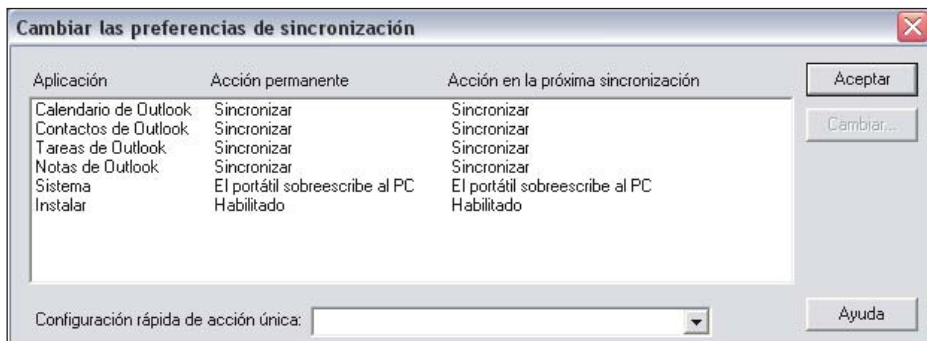 Cambiar las preferencias de sincronización
Aplicación Acción permanente Acción en la próxima sincronización
Aceptar
Calendario de Outlook Sincronizar Sincronizar
Contactos de Outlook Sincronizar Sincronizar
Cambiar...
Tareas de Outlook Sincronizar Sincronizar
Notas de Outlook Sincronizar Sincronizar
Sistema El portátil sobreescribe al PC El portátil sobreescribe al PC
Instalar Habilitado Habilitado
Configuración rápida de acción única:
Ayuda